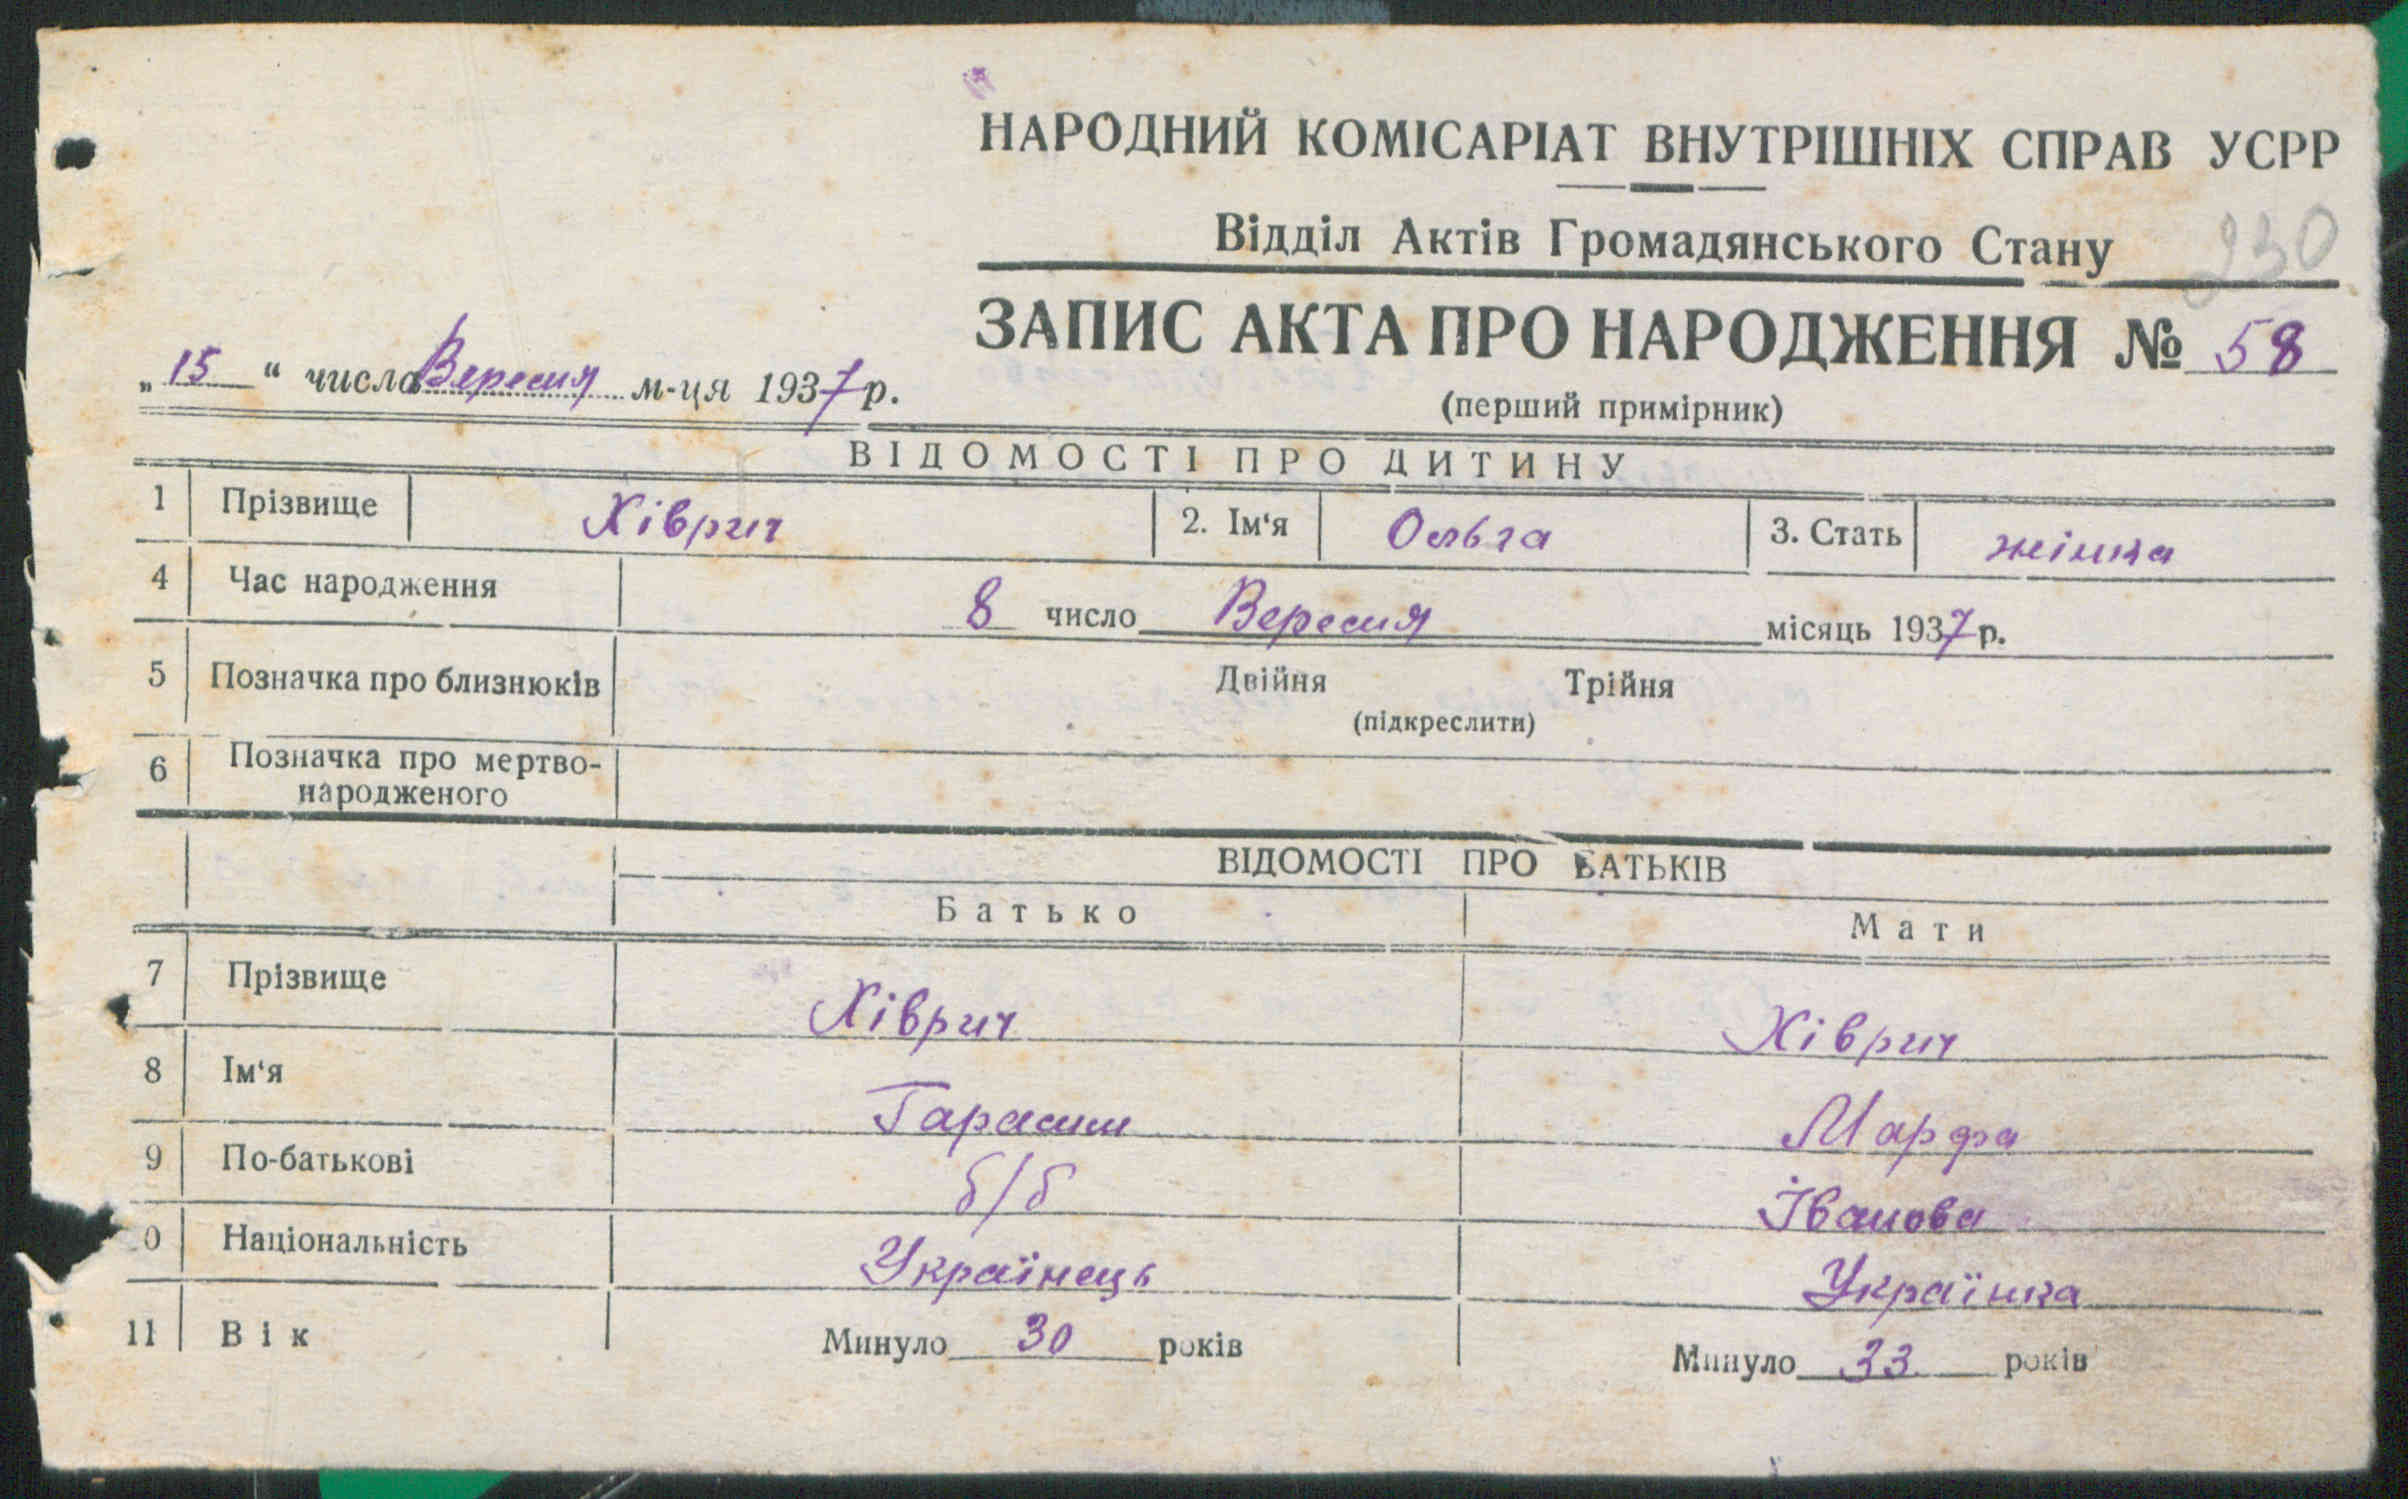 НАРОДНИЙ КОМІСАРІАТ ВНУТРІШНІХ СПРАВ УСРР
Відділ Актів Громадянського Стану
230
ЗАПИС АКТА ПРО НАРОДЖЕННЯ № 58
„15“ числа Вересня м-ця 1937 р.
(перший примірник)
ВІДОМОСТІ ПРО ДИТИНУ
1 Прізвище Хіврич 2. Ім‘я Ольга 3. Стать жінка
4 Час народження 8 число Вересня місяць 1937 р.
5 Позначка про близнюків Двійня Трійня
(підкреслити)
6 Позначка про мертво-
народженого
ВІДОМОСТІ ПРО БАТЬКІВ
Батько Мати
7 Прізвище Хіврич Хіврич
8 Ім‘я Гарасим Марфа
9 По-батькові б/б Іванова
0 Національність Українець Українка
11 Вік Минуло 30 років Минуло 33 років